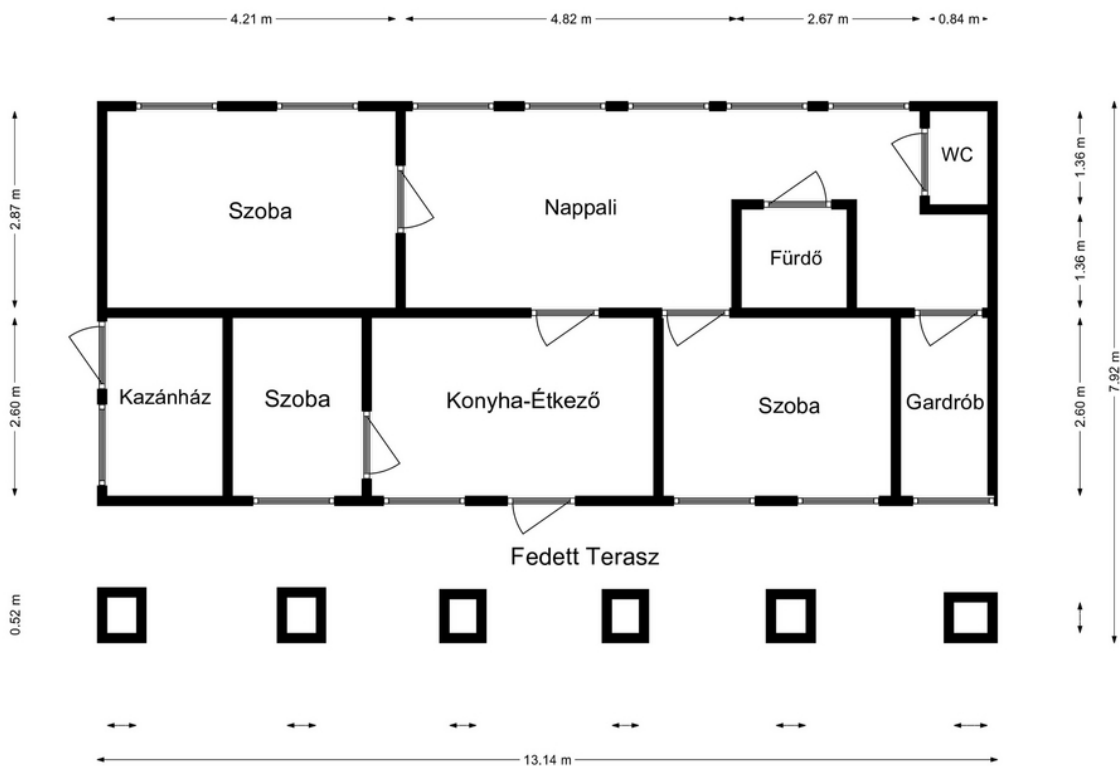 4.21 m
4.82 m
2.67 m
0.84 m
2.87 m
Szoba
Nappali
WC
1.36 m
Fürdő
1.36 m
7.92 m
2.60 m
Kazánház
Szoba
Konyha-Étkező
Szoba
Gardrób
2.60 m
Fedett Terasz
0.52 m
13.14 m